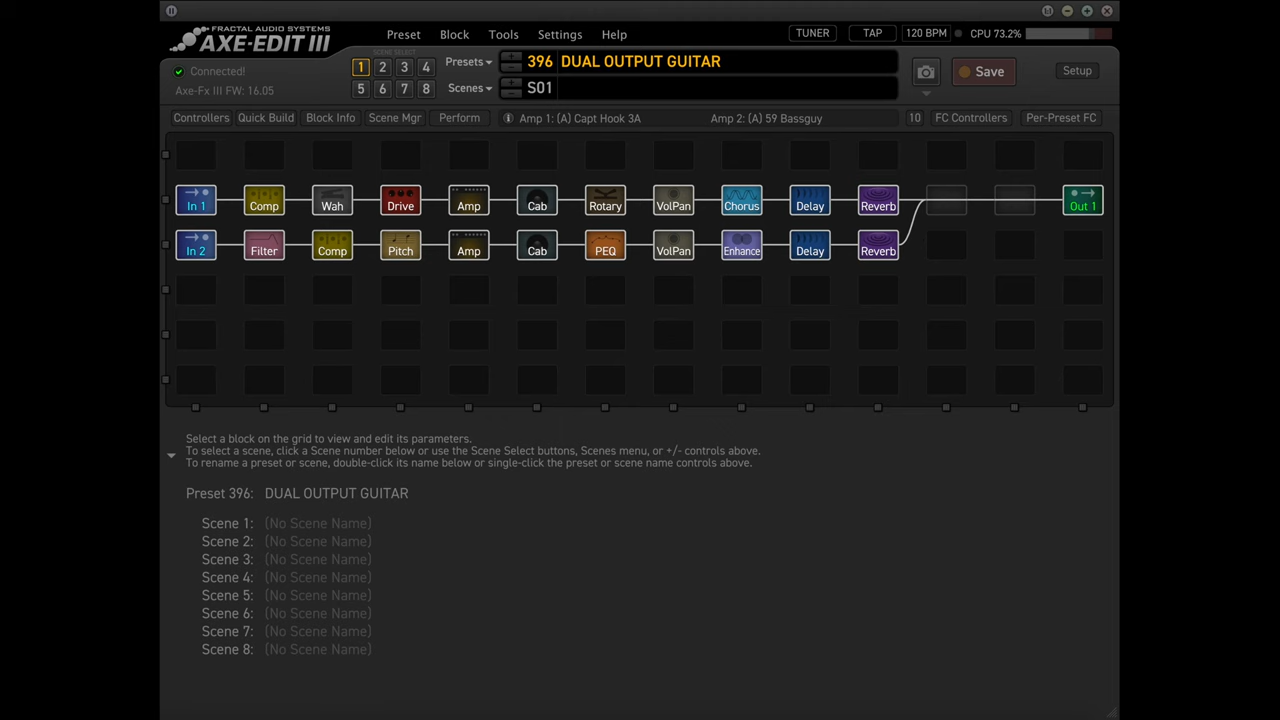 FRACTAL AUDIO SYSTEMS
AXE-EDIT III
Preset Block Tools Settings Help
TUNER TAP 120 BPM CPU 73.2%
SCENE SELECT
1 2 3 4
5 6 7 8
Presets 396 DUAL OUTPUT GUITAR
Scenes S01
Save Setup
Connected!
Axe-Fx III FW: 16.05
Controllers Quick Build Block Info Scene Mgr Perform Amp 1: (A) Capt Hook 3A Amp 2: (A) 59 Bassguy 10 FC Controllers Per-Preset FC
In 1 Comp Wah Drive Amp Cab Rotary VolPan Chorus Delay Reverb Out 1
In 2 Filter Comp Pitch Amp Cab PEQ VolPan Enhance Delay Reverb
Select a block on the grid to view and edit its parameters.
To select a scene, click a Scene number below or use the Scene Select buttons, Scenes menu, or +/- controls above.
To rename a preset or scene, double-click its name below or single-click the preset or scene name controls above.
Preset 396: DUAL OUTPUT GUITAR
Scene 1: (No Scene Name)
Scene 2: (No Scene Name)
Scene 3: (No Scene Name)
Scene 4: (No Scene Name)
Scene 5: (No Scene Name)
Scene 6: (No Scene Name)
Scene 7: (No Scene Name)
Scene 8: (No Scene Name)